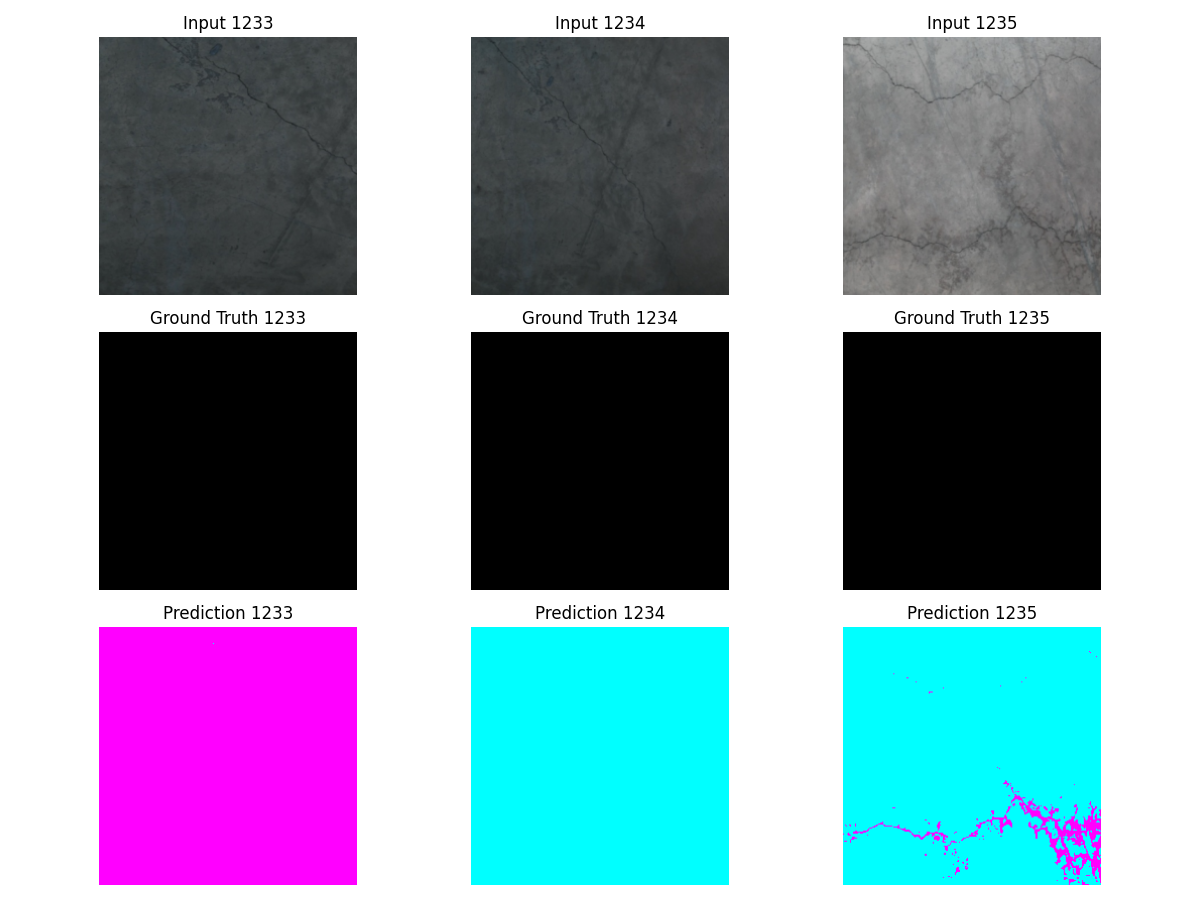 Input 1233
Input 1234
Input 1235
Ground Truth 1233
Ground Truth 1234
Ground Truth 1235
Prediction 1233
Prediction 1234
Prediction 1235